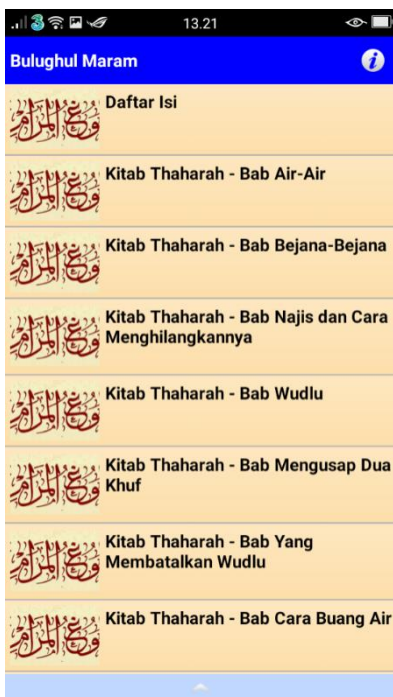 3
13.21
Bulughul Maram
i
Daftar Isi
Kitab Thaharah - Bab Air-Air
Kitab Thaharah - Bab Bejana-Bejana
Kitab Thaharah - Bab Najis dan Cara
Menghilangkannya
Kitab Thaharah - Bab Wudlu
Kitab Thaharah - Bab Mengusap Dua
Khuf
Kitab Thaharah - Bab Yang
Membatalkan Wudlu
Kitab Thaharah - Bab Cara Buang Air